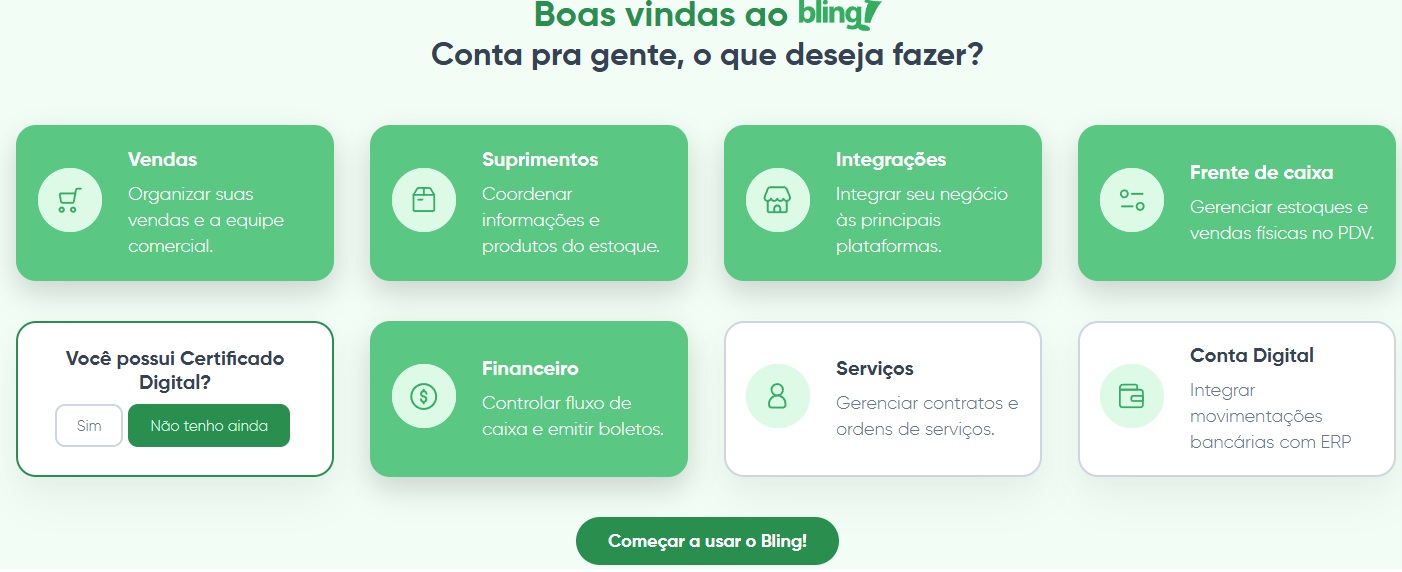 Boas vindas ao bling!
Conta pra gente, o que deseja fazer?
Vendas
Organizar suas
vendas e a equipe
comercial.
Suprimentos
Coordenar
informações e
produtos do estoque.
Integrações
Integrar seu negócio
às principais
plataformas.
Frente de caixa
Gerenciar estoques e
vendas físicas no PDV.
Você possui Certificado
Digital?
Sim
Não tenho ainda
Financeiro
Controlar fluxo de
caixa e emitir boletos.
Serviços
Gerenciar contratos e
ordens de serviços.
Conta Digital
Integrar
movimentações
bancárias com ERP
Começar a usar o Bling!